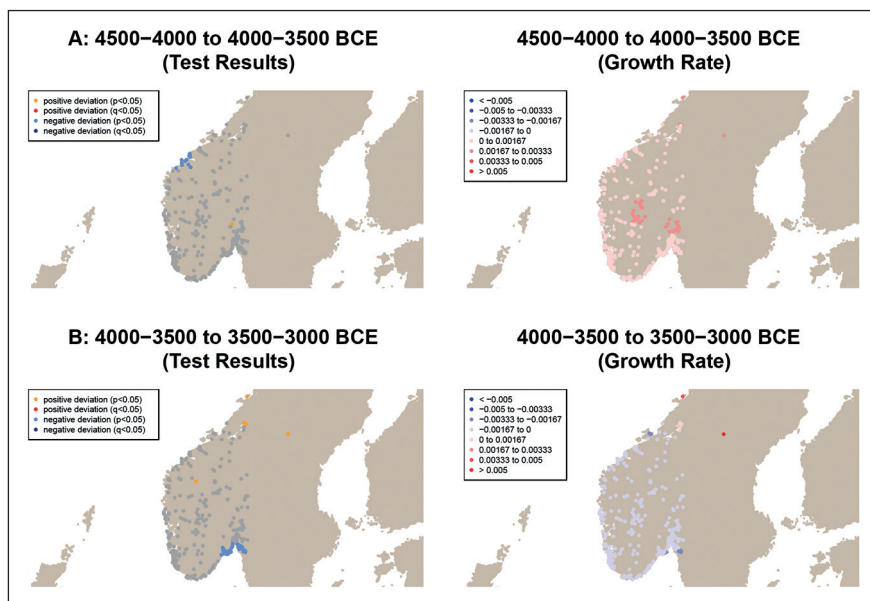 A: 4500−4000 to 4000−3500 BCE
(Test Results)
positive deviation (p<0.05)
positive deviation (q<0.05)
negative deviation (p<0.05)
negative deviation (q<0.05)
4500−4000 to 4000−3500 BCE
(Growth Rate)
< −0.005
−0.005 to −0.00333
−0.00333 to −0.00167
−0.00167 to 0
0 to 0.00167
0.00167 to 0.00333
0.00333 to 0.005
> 0.005
B: 4000−3500 to 3500−3000 BCE
(Test Results)
positive deviation (p<0.05)
positive deviation (q<0.05)
negative deviation (p<0.05)
negative deviation (q<0.05)
4000−3500 to 3500−3000 BCE
(Growth Rate)
< −0.005
−0.005 to −0.00333
−0.00333 to −0.00167
−0.00167 to 0
0 to 0.00167
0.00167 to 0.00333
0.00333 to 0.005
> 0.005